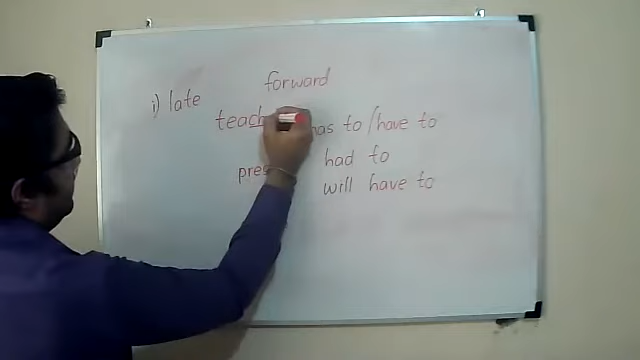 forward
i) late
teach has to / have to
pres had to
will have to